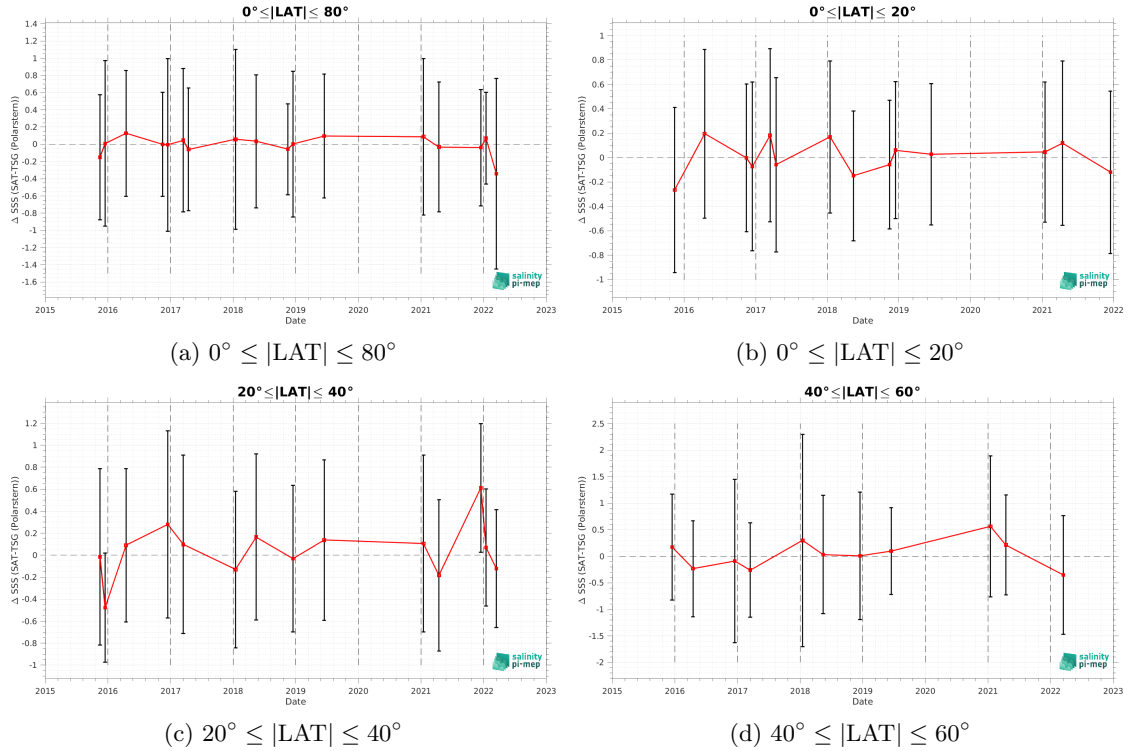 0°≤|LAT|≤ 80°
Δ SSS (SAT-TSG (Polarstern))
1.4
1.2
1
0.8
0.6
0.4
0.2
0
-0.2
-0.4
-0.6
-0.8
-1
-1.2
-1.4
-1.6
2015 2016 2017 2018 2019 2020 2021 2022 2023
Date
salinity
pi-mep
(a) 0° ≤ |LAT| ≤ 80°
0°≤|LAT|≤ 20°
Δ SSS (SAT-TSG (Polarstern))
1
0.8
0.6
0.4
0.2
0
-0.2
-0.4
-0.6
-0.8
-1
2016 2017 2018 2019 2020 2021 2022
Date
salinity
pi-mep
(b) 0° ≤ |LAT| ≤ 20°
20°≤|LAT|≤ 40°
Δ SSS (SAT-TSG (Polarstern))
1.2
1
0.8
0.6
0.4
0.2
0
-0.2
-0.4
-0.6
-0.8
-1
2015 2016 2017 2018 2019 2020 2021 2022 2023
Date
salinity
pi-mep
(c) 20° ≤ |LAT| ≤ 40°
40°≤|LAT|≤ 60°
Δ SSS (SAT-TSG (Polarstern))
2.5
2
1.5
1
0.5
0
-0.5
-1
-1.5
-2
2015 2016 2017 2018 2019 2020 2021 2022 2023
Date
salinity
pi-mep
(d) 40° ≤ |LAT| ≤ 60°